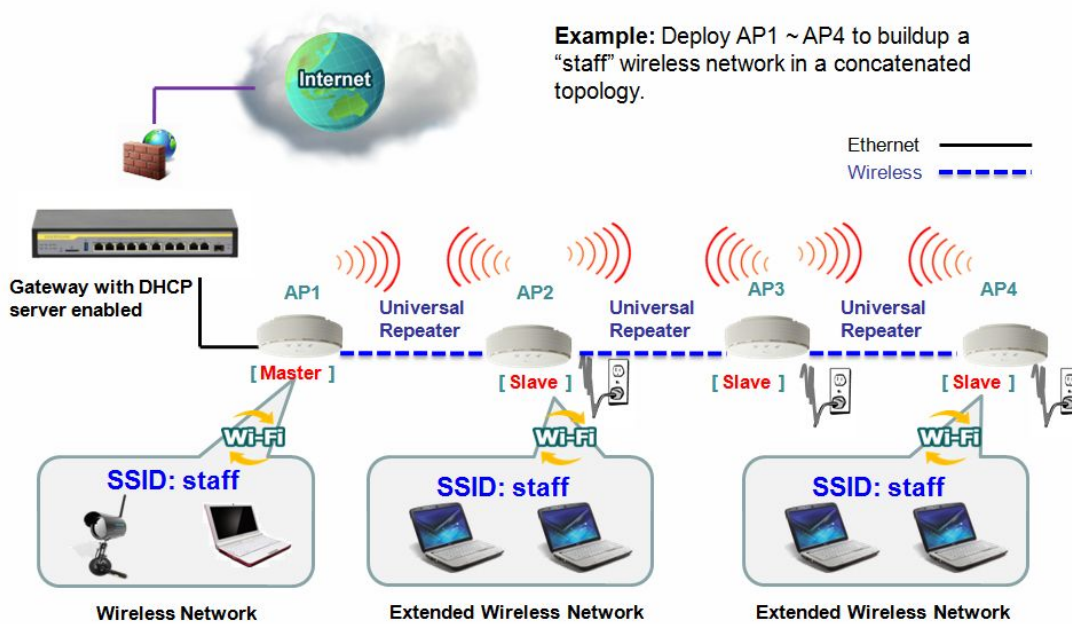 Example: Deploy AP1 ~ AP4 to buildup a
"staff" wireless network in a concatenated
topology.
Internet
Ethernet
Wireless
Gateway with DHCP
server enabled
AP1
AP2
AP3
AP4
Universal
Repeater
Universal
Repeater
Universal
Repeater
[ Master ]
[ Slave ]
[ Slave ]
[ Slave ]
Wi-Fi
Wi-Fi
Wi-Fi
SSID: staff
SSID: staff
SSID: staff
Wireless Network
Extended Wireless Network
Extended Wireless Network